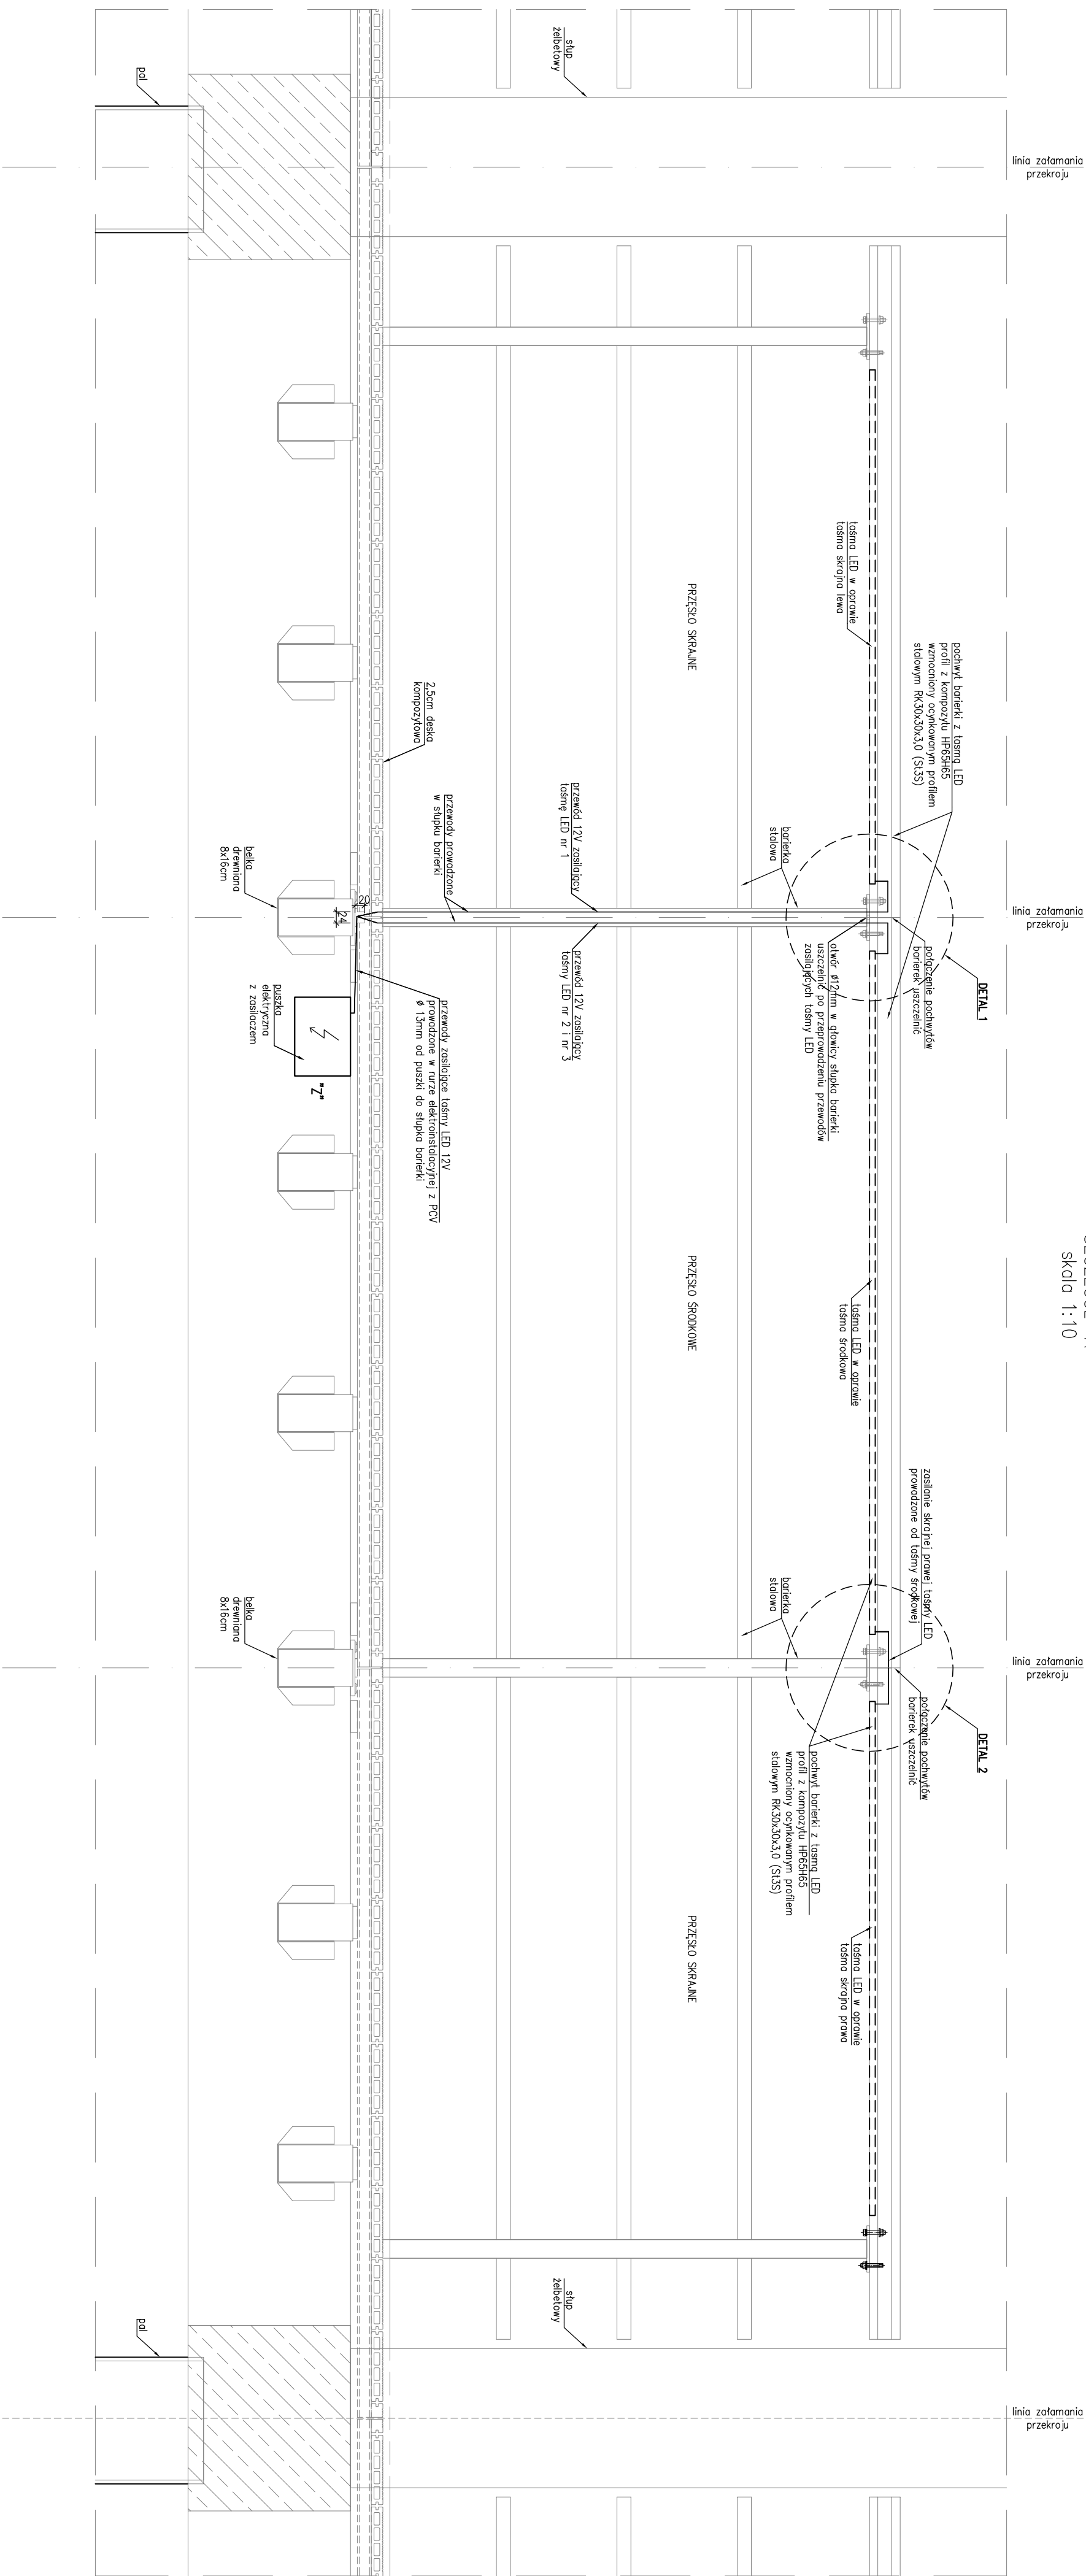 skala 1:10
linia załamania
przekroju
linia załamania
przekroju
linia załamania
przekroju
linia załamania
przekroju
słup
żelbetowy
pal
taśma LED w oprawie
taśma skrajna lewa
pochwyt barierki z taśmą LED
profil z kompozytu HP65H65
wzmocniony ocynkowanym profilem
stalowym RK30x30x3,0 (St3S)
PRZĘSŁO SKRAJNE
2,5cm deska
kompozytowa
przewód 12V zasilający
taśmę LED nr 1
przewody prowadzone
w słupku barierki
barierka
stalowa
belka
drewniana
8x16cm
20
24
DETAL 1
połączenie pochwytów
barierek uszczelnić
otwór ø12mm w głowicy słupka barierki
uszczelnić po przeprowadzeniu przewodów
zasilających taśmy LED
przewód 12V zasilający
taśmy LED nr 2 i nr 3
przewody zasilające taśmy LED 12V
prowadzone w rurze elektroinstalacyjnej z PCV
ø 13mm od puszki do słupka barierki
puszka
elektryczna
z zasilaczem
"Z"
PRZĘSŁO ŚRODKOWE
taśma LED w oprawie
taśma środkowa
zasilanie skrajnej prawej taśmy LED
prowadzone od taśmy środkowej
barierka
stalowa
belka
drewniana
8x16cm
DETAL 2
połączenie pochwytów
barierek uszczelnić
pochwyt barierki z taśmą LED
profil z kompozytu HP65H65
wzmocniony ocynkowanym profilem
stalowym RK30x30x3,0 (St3S)
PRZĘSŁO SKRAJNE
taśma LED w oprawie
taśma skrajna prawa
słup
żelbetowy
pal